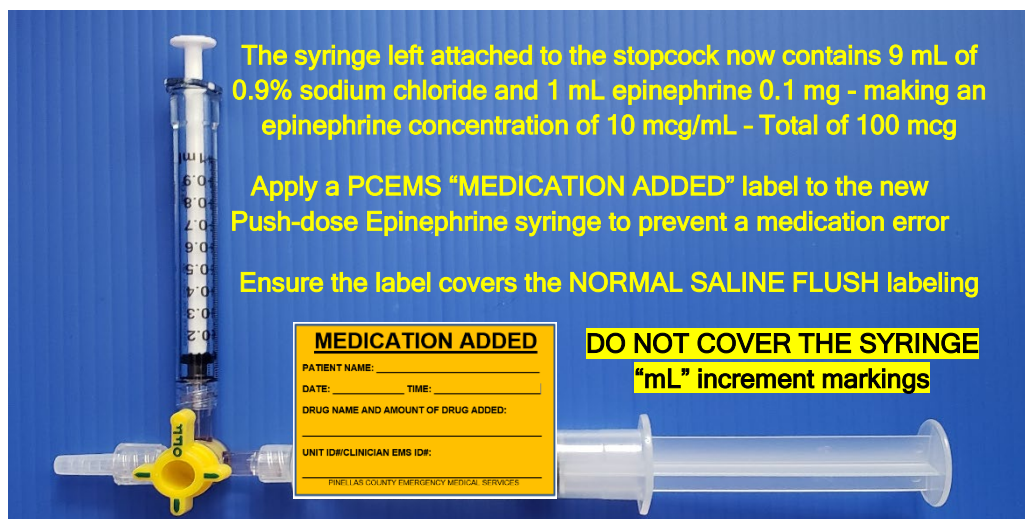 The syringe left attached to the stopcock now contains 9 mL of
0.9% sodium chloride and 1 mL epinephrine 0.1 mg - making an
epinephrine concentration of 10 mcg/mL – Total of 100 mcg
Apply a PCEMS “MEDICATION ADDED” label to the new
Push-dose Epinephrine syringe to prevent a medication error
Ensure the label covers the NORMAL SALINE FLUSH labeling
DO NOT COVER THE SYRINGE
“mL” increment markings
MEDICATION ADDED
PATIENT NAME:
DATE: TIME:
DRUG NAME AND AMOUNT OF DRUG ADDED:
UNIT ID#/CLINICIAN EMS ID#:
PINELLAS COUNTY EMERGENCY MEDICAL SERVICES
1 ml
0.9
0.8
0.7
0.6
0.5
0.4
0.3
0.2
OFF